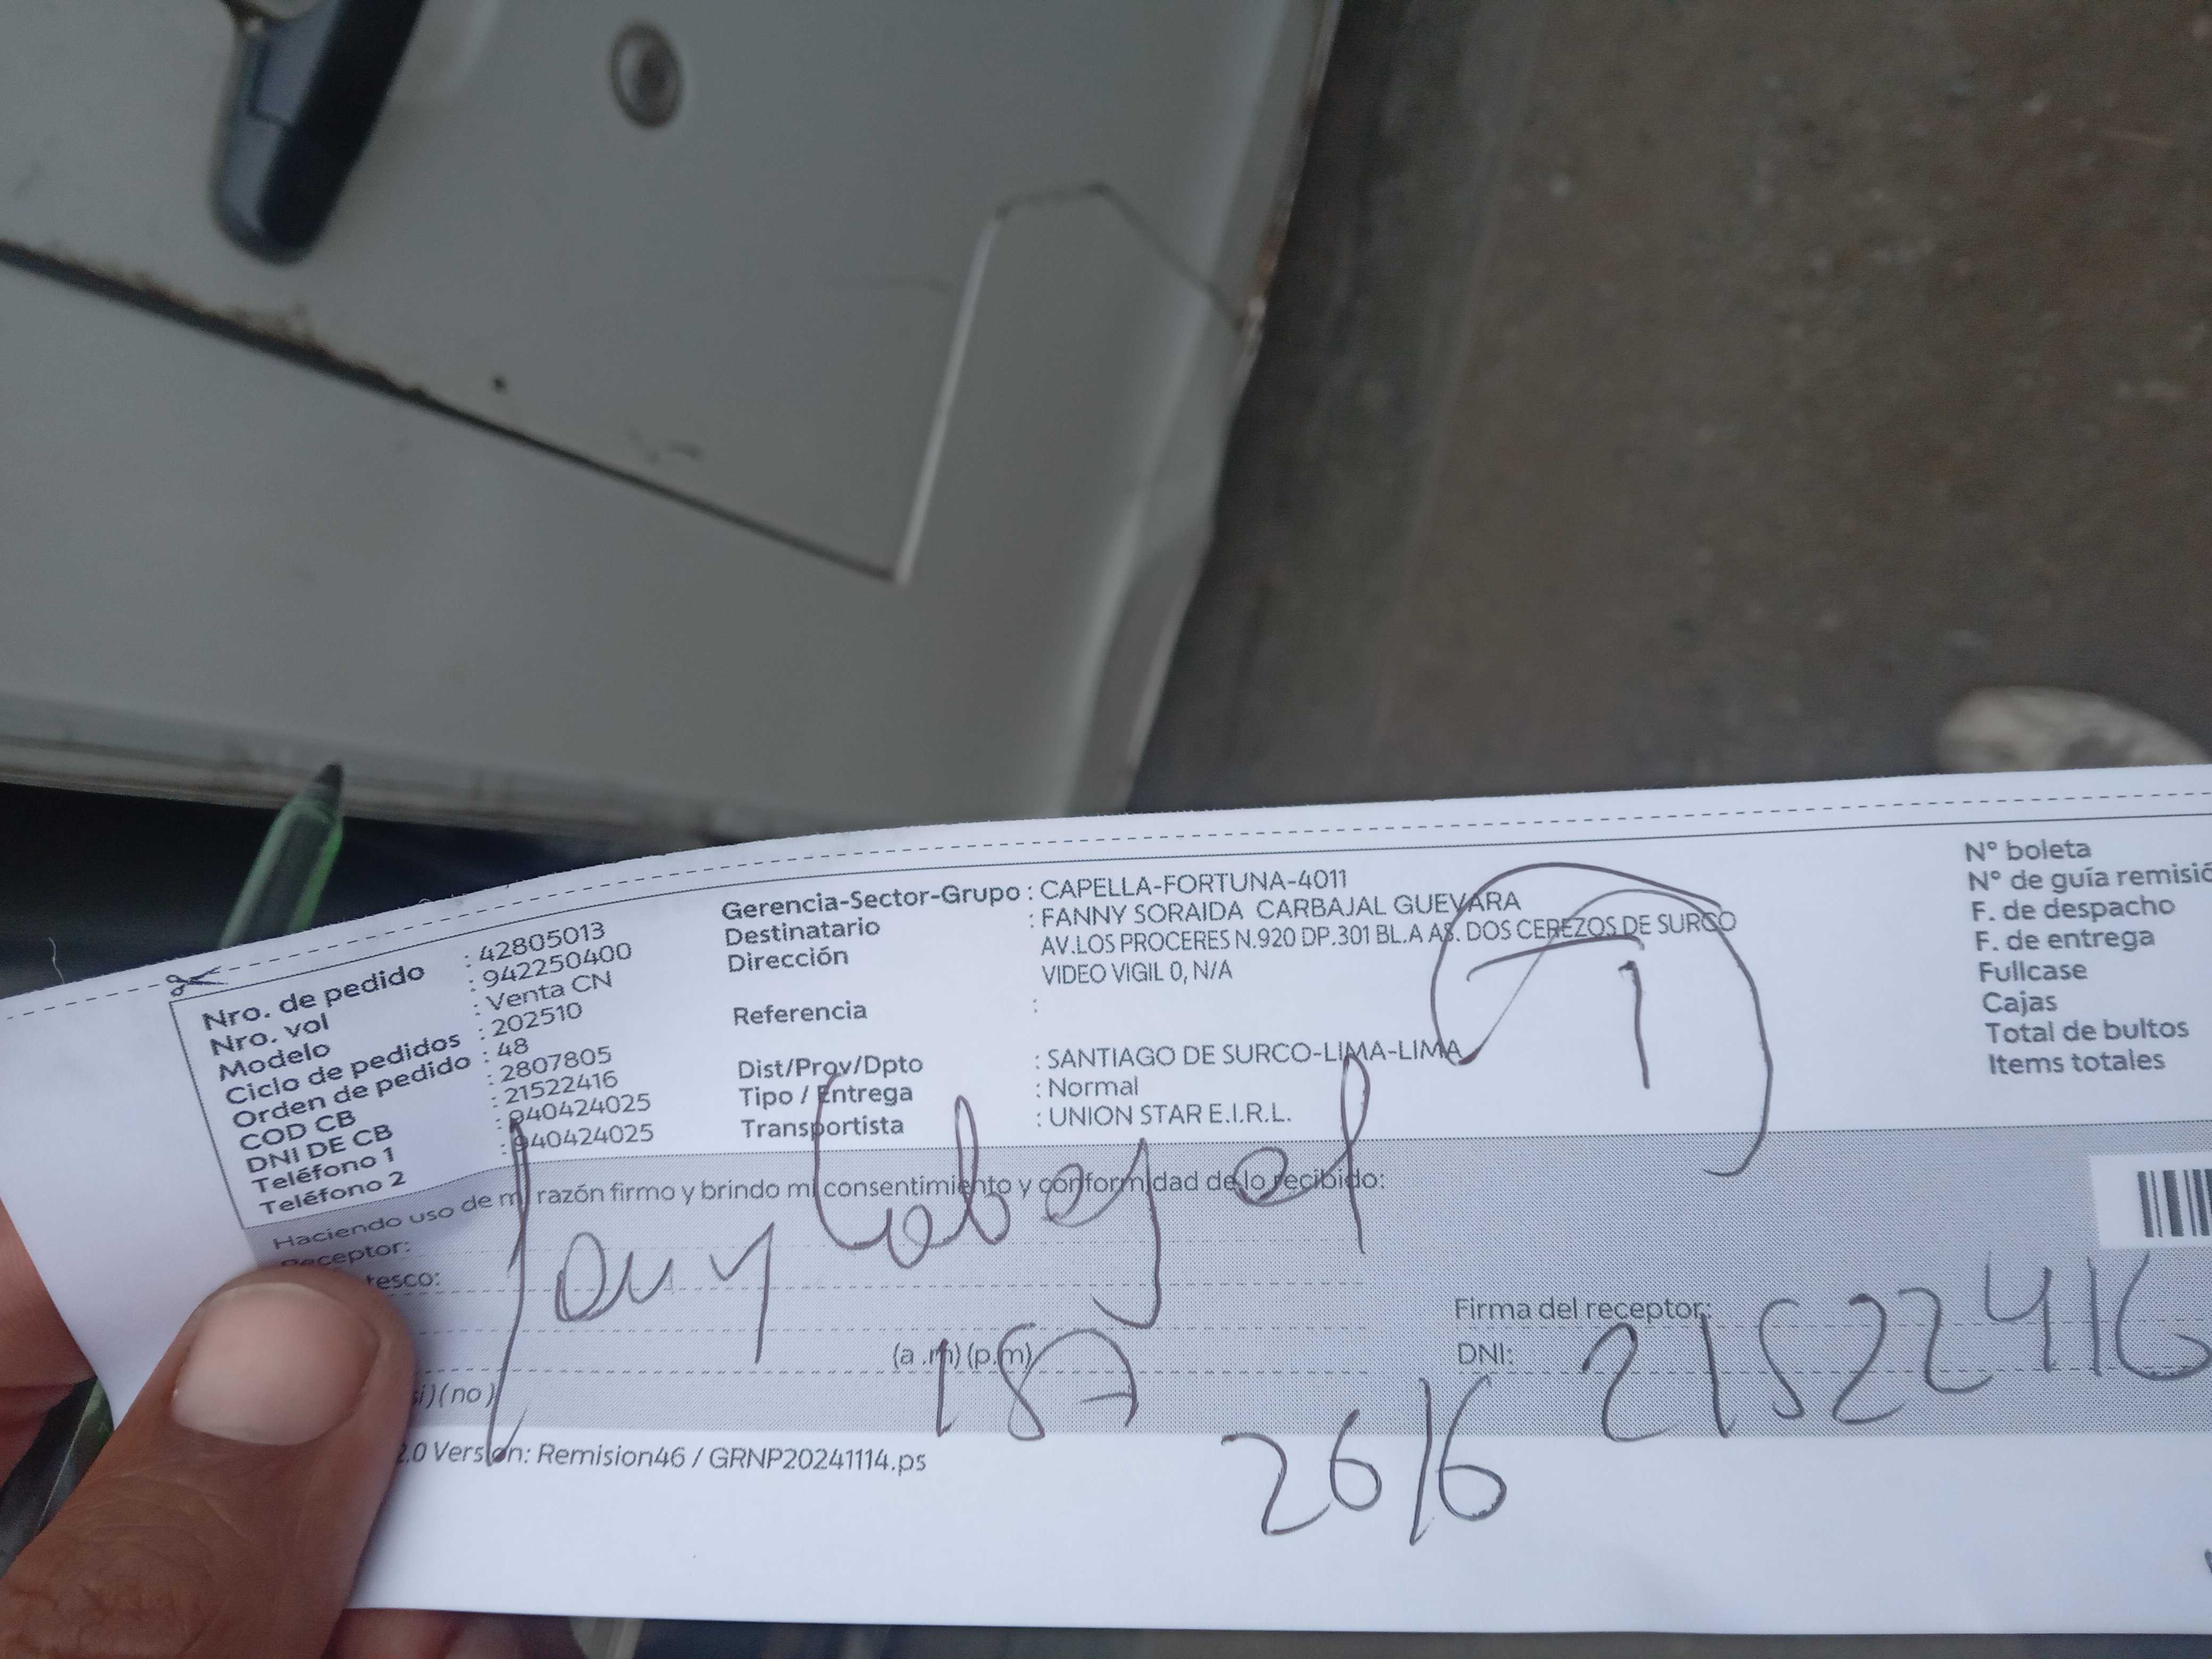 Nro. de pedido : 42805013
Nro. vol : 942250400
Modelo : Venta CN
Ciclo de pedidos : 202510
Orden de pedido : 48
COD CB : 2807805
DNI DE CB : 21522416
Teléfono 1 : 940424025
Teléfono 2 : 940424025
Gerencia-Sector-Grupo : CAPELLA-FORTUNA-4011
Destinatario : FANNY SORAIDA CARBAJAL GUEVARA
Dirección AV.LOS PROCERES N.920 DP.301 BL.A AS. DOS CEREZOS DE SURCO
VIDEO VIGIL 0, N/A
Referencia :
Dist/Prov/Dpto : SANTIAGO DE SURCO-LIMA-LIMA
Tipo / Entrega : Normal
Transportista : UNION STAR E.I.R.L.
N° boleta
N° de guía remisió
F. de despacho
F. de entrega
Fullcase
Cajas
Total de bultos
Items totales
1
Haciendo uso de mi razón firmo y brindo mi consentimiento y conformidad de lo recibido:
Receptor:
tesco:
(a .m) (p.m)
187
Firma del receptor:
DNI: 21522416
si) (no)
26/6
2.0 Version: Remision46 / GRNP20241114.ps